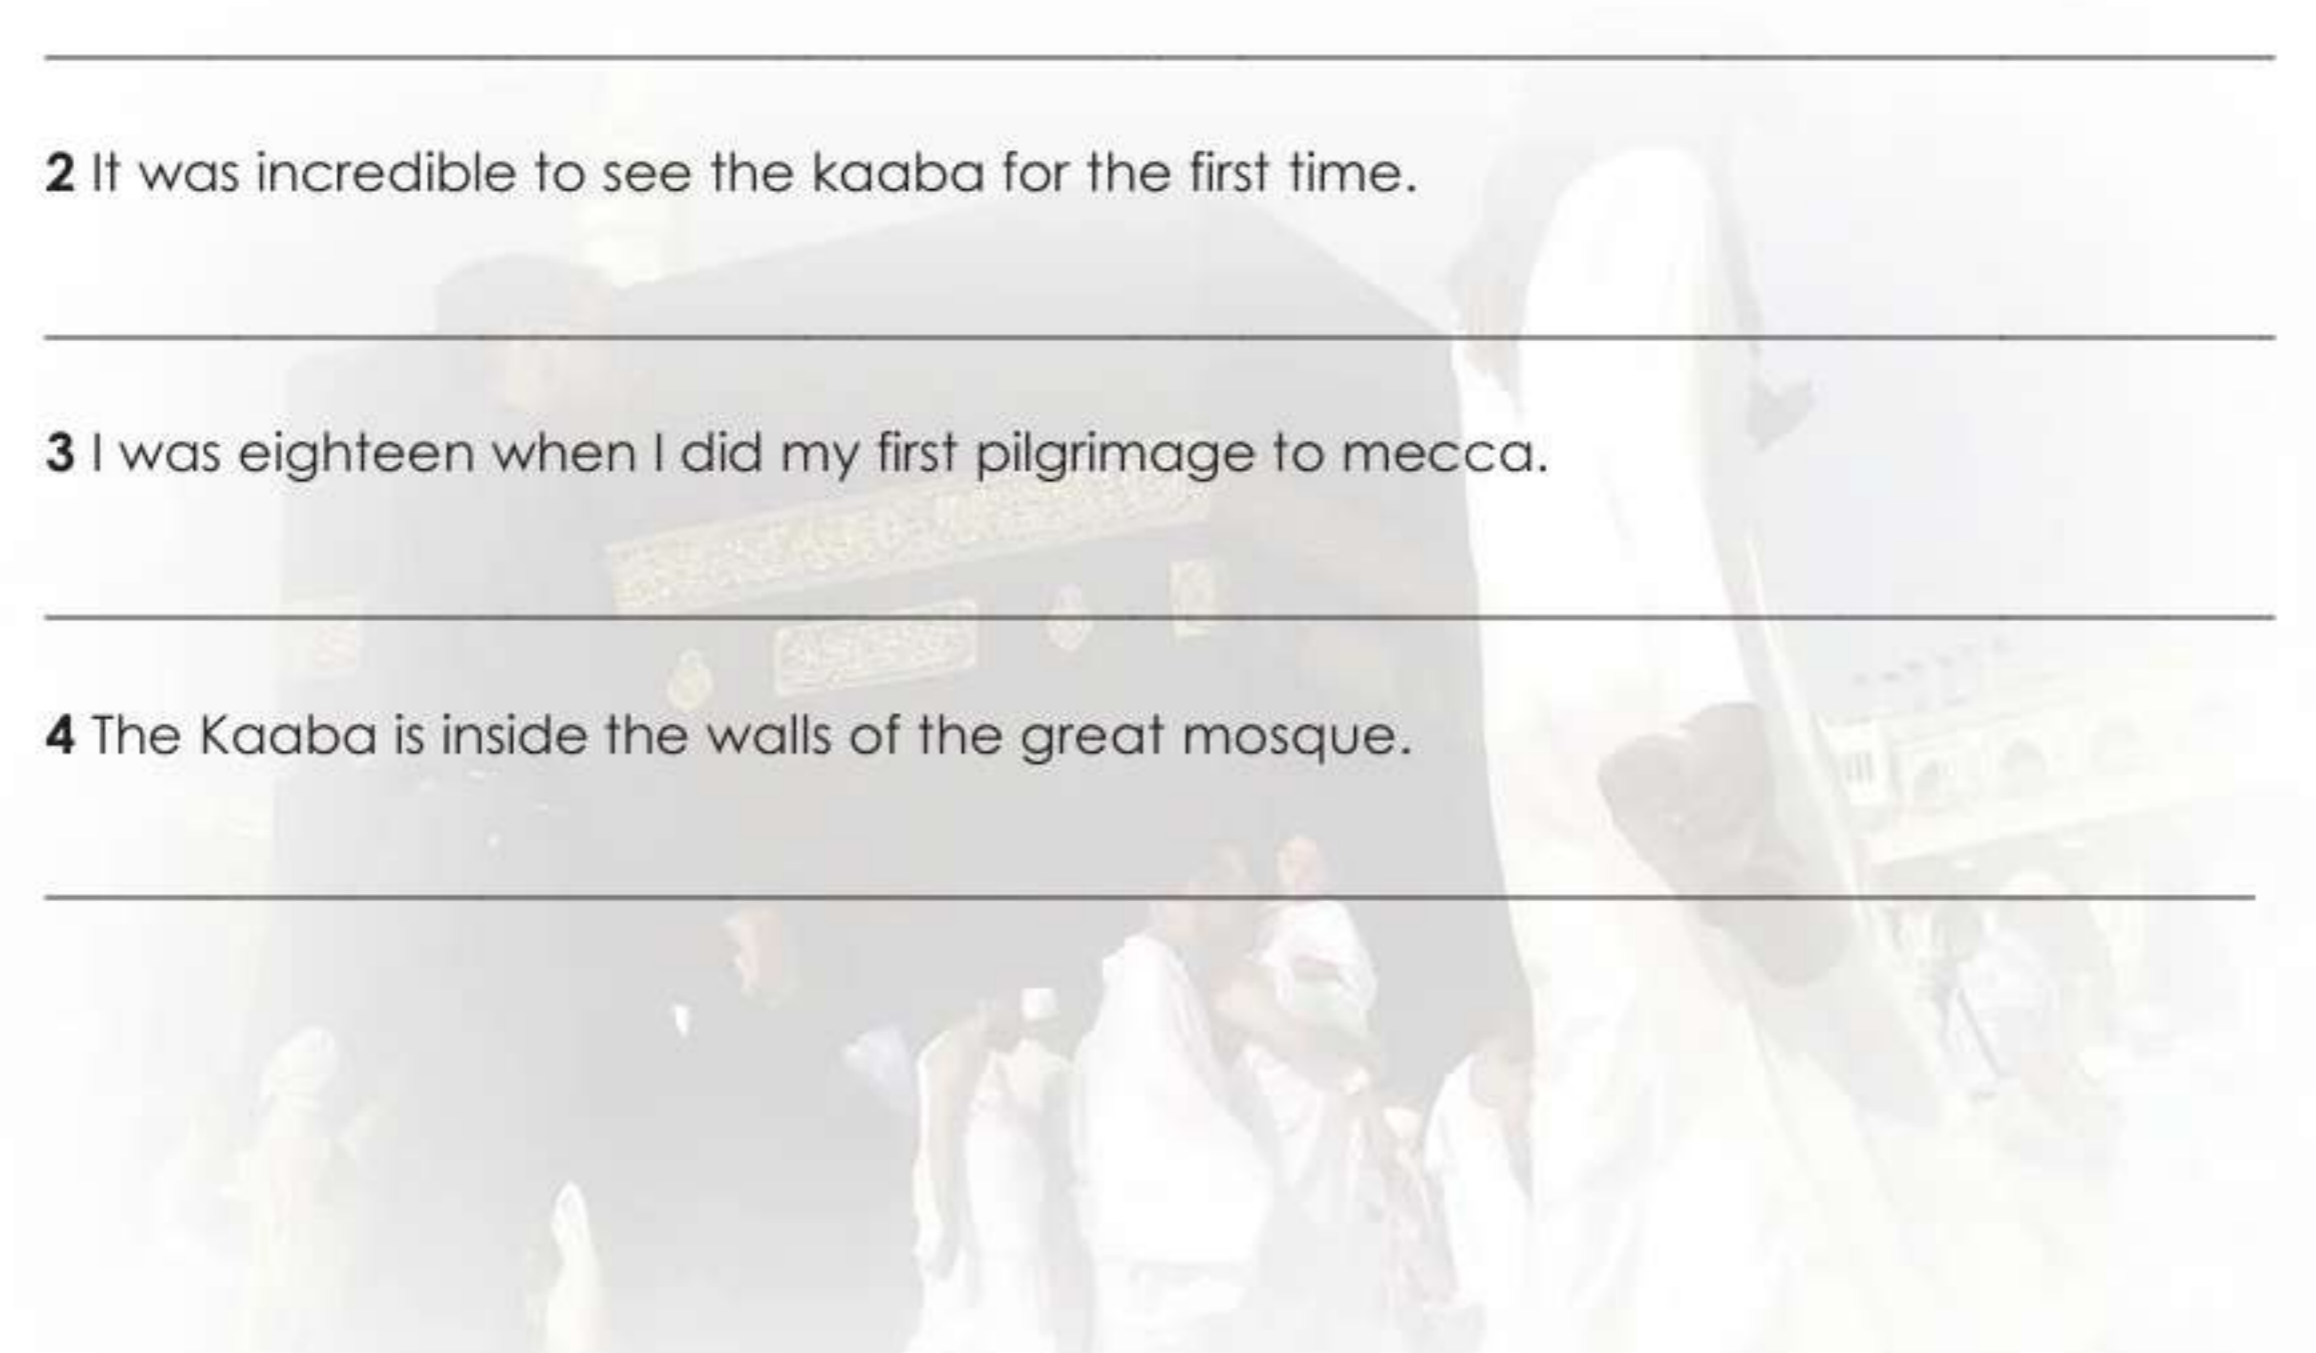 2 It was incredible to see the kaaba for the first time.
3 I was eighteen when I did my first pilgrimage to mecca.
4 The Kaaba is inside the walls of the great mosque.